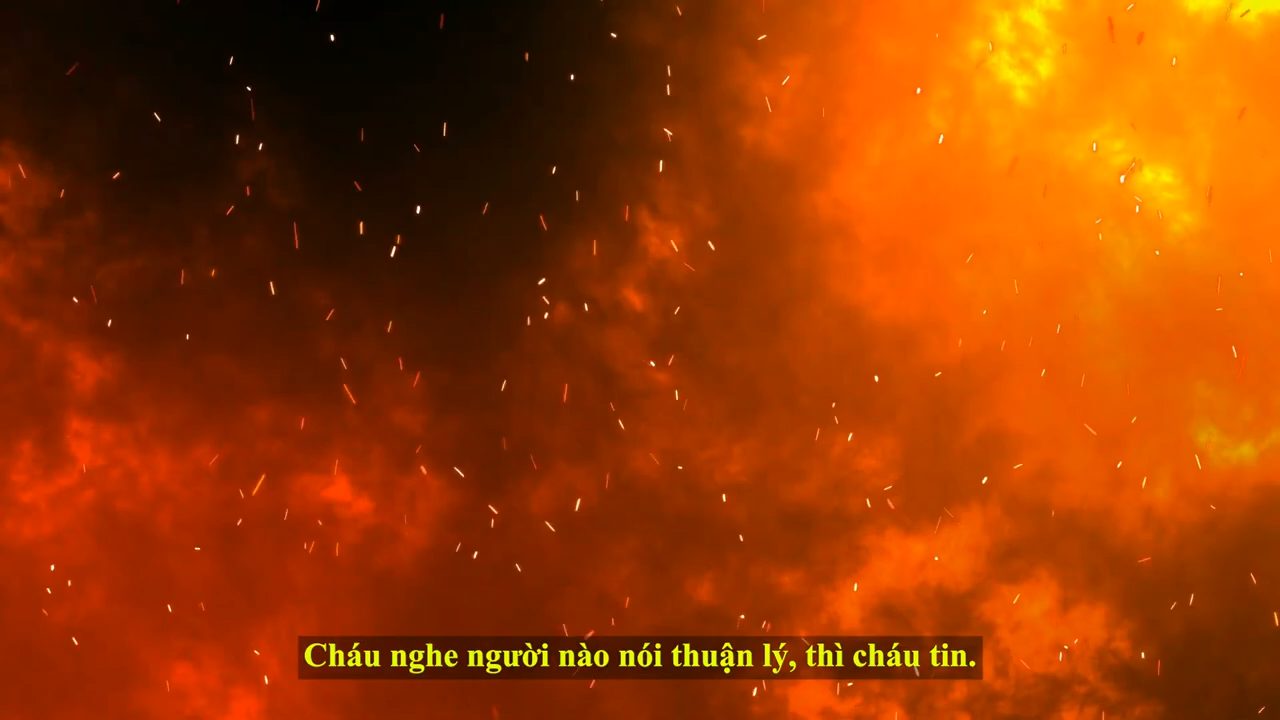 Cháu nghe người nào nói thuận lý, thì cháu tin.